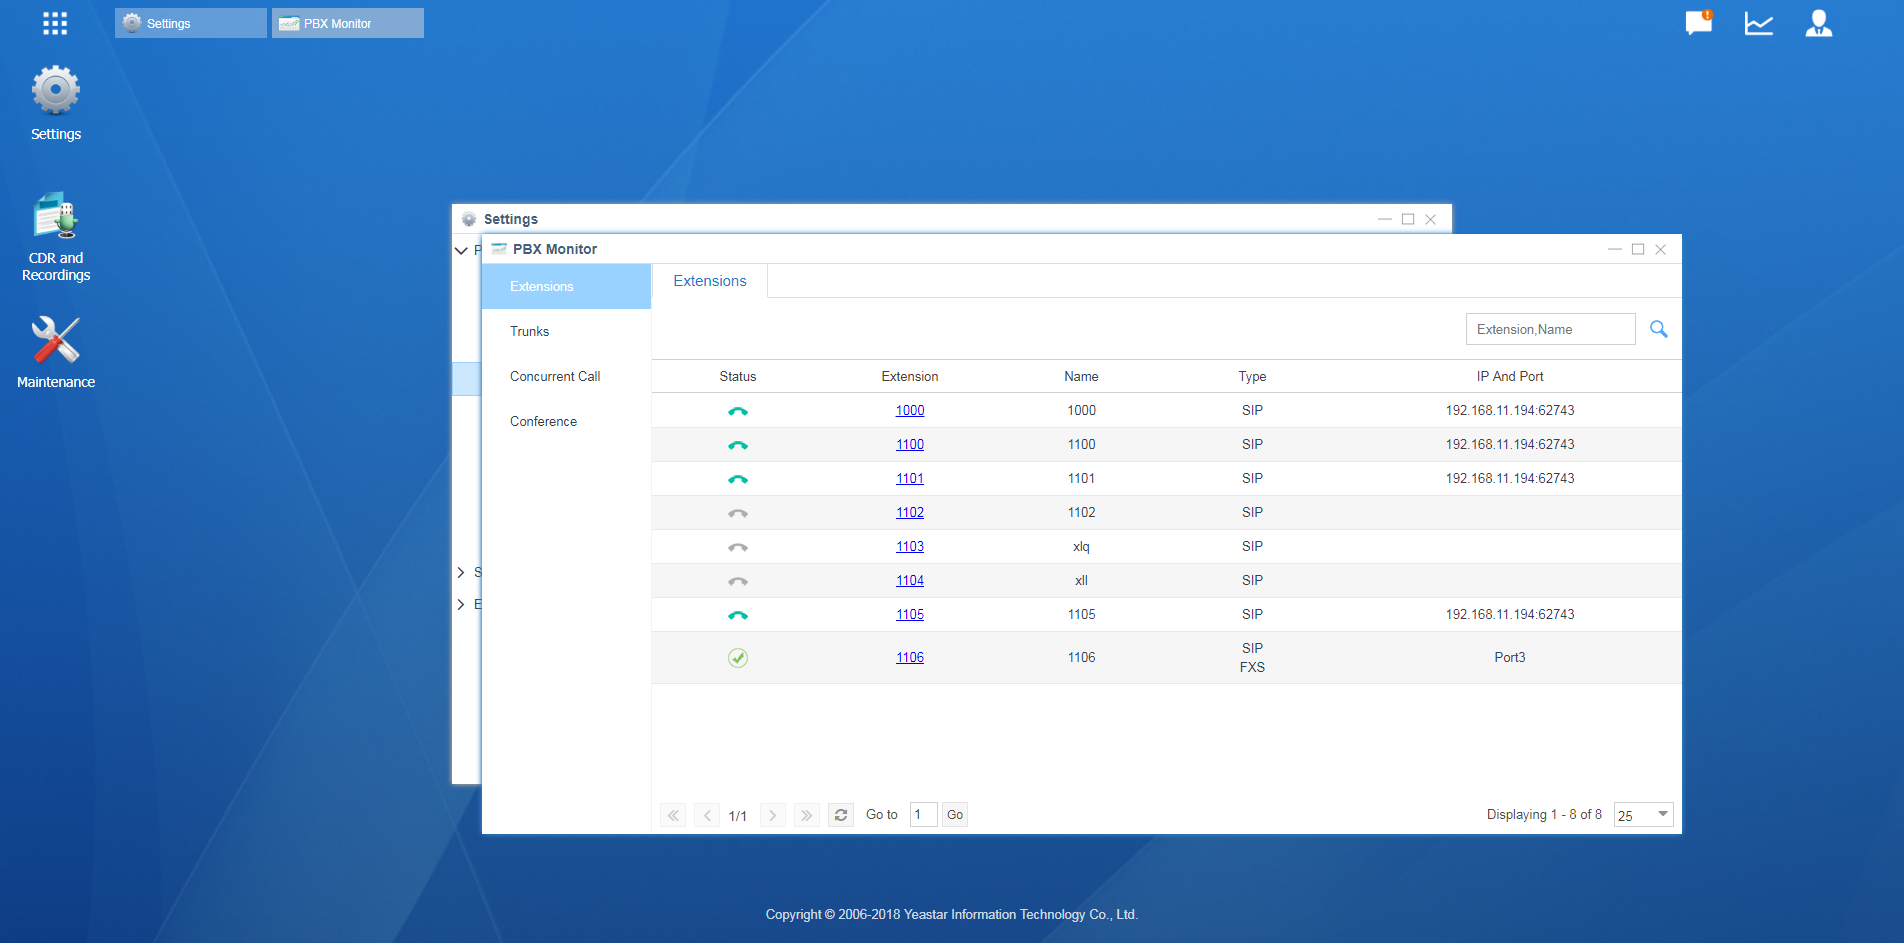 Settings
PBX Monitor
Settings
CDR and
Recordings
Maintenance
Settings
P
S
E
PBX Monitor
Extensions
Trunks
Concurrent Call
Conference
Extensions
Extension,Name
Status Extension Name Type IP And Port
1000 1000 SIP 192.168.11.194:62743
1100 1100 SIP 192.168.11.194:62743
1101 1101 SIP 192.168.11.194:62743
1102 1102 SIP
1103 xlq SIP
1104 xll SIP
1105 1105 SIP 192.168.11.194:62743
1106 1106 SIP FXS Port3
1/1 Go to 1 Go Displaying 1 - 8 of 8 25
Copyright © 2006-2018 Yeastar Information Technology Co., Ltd.